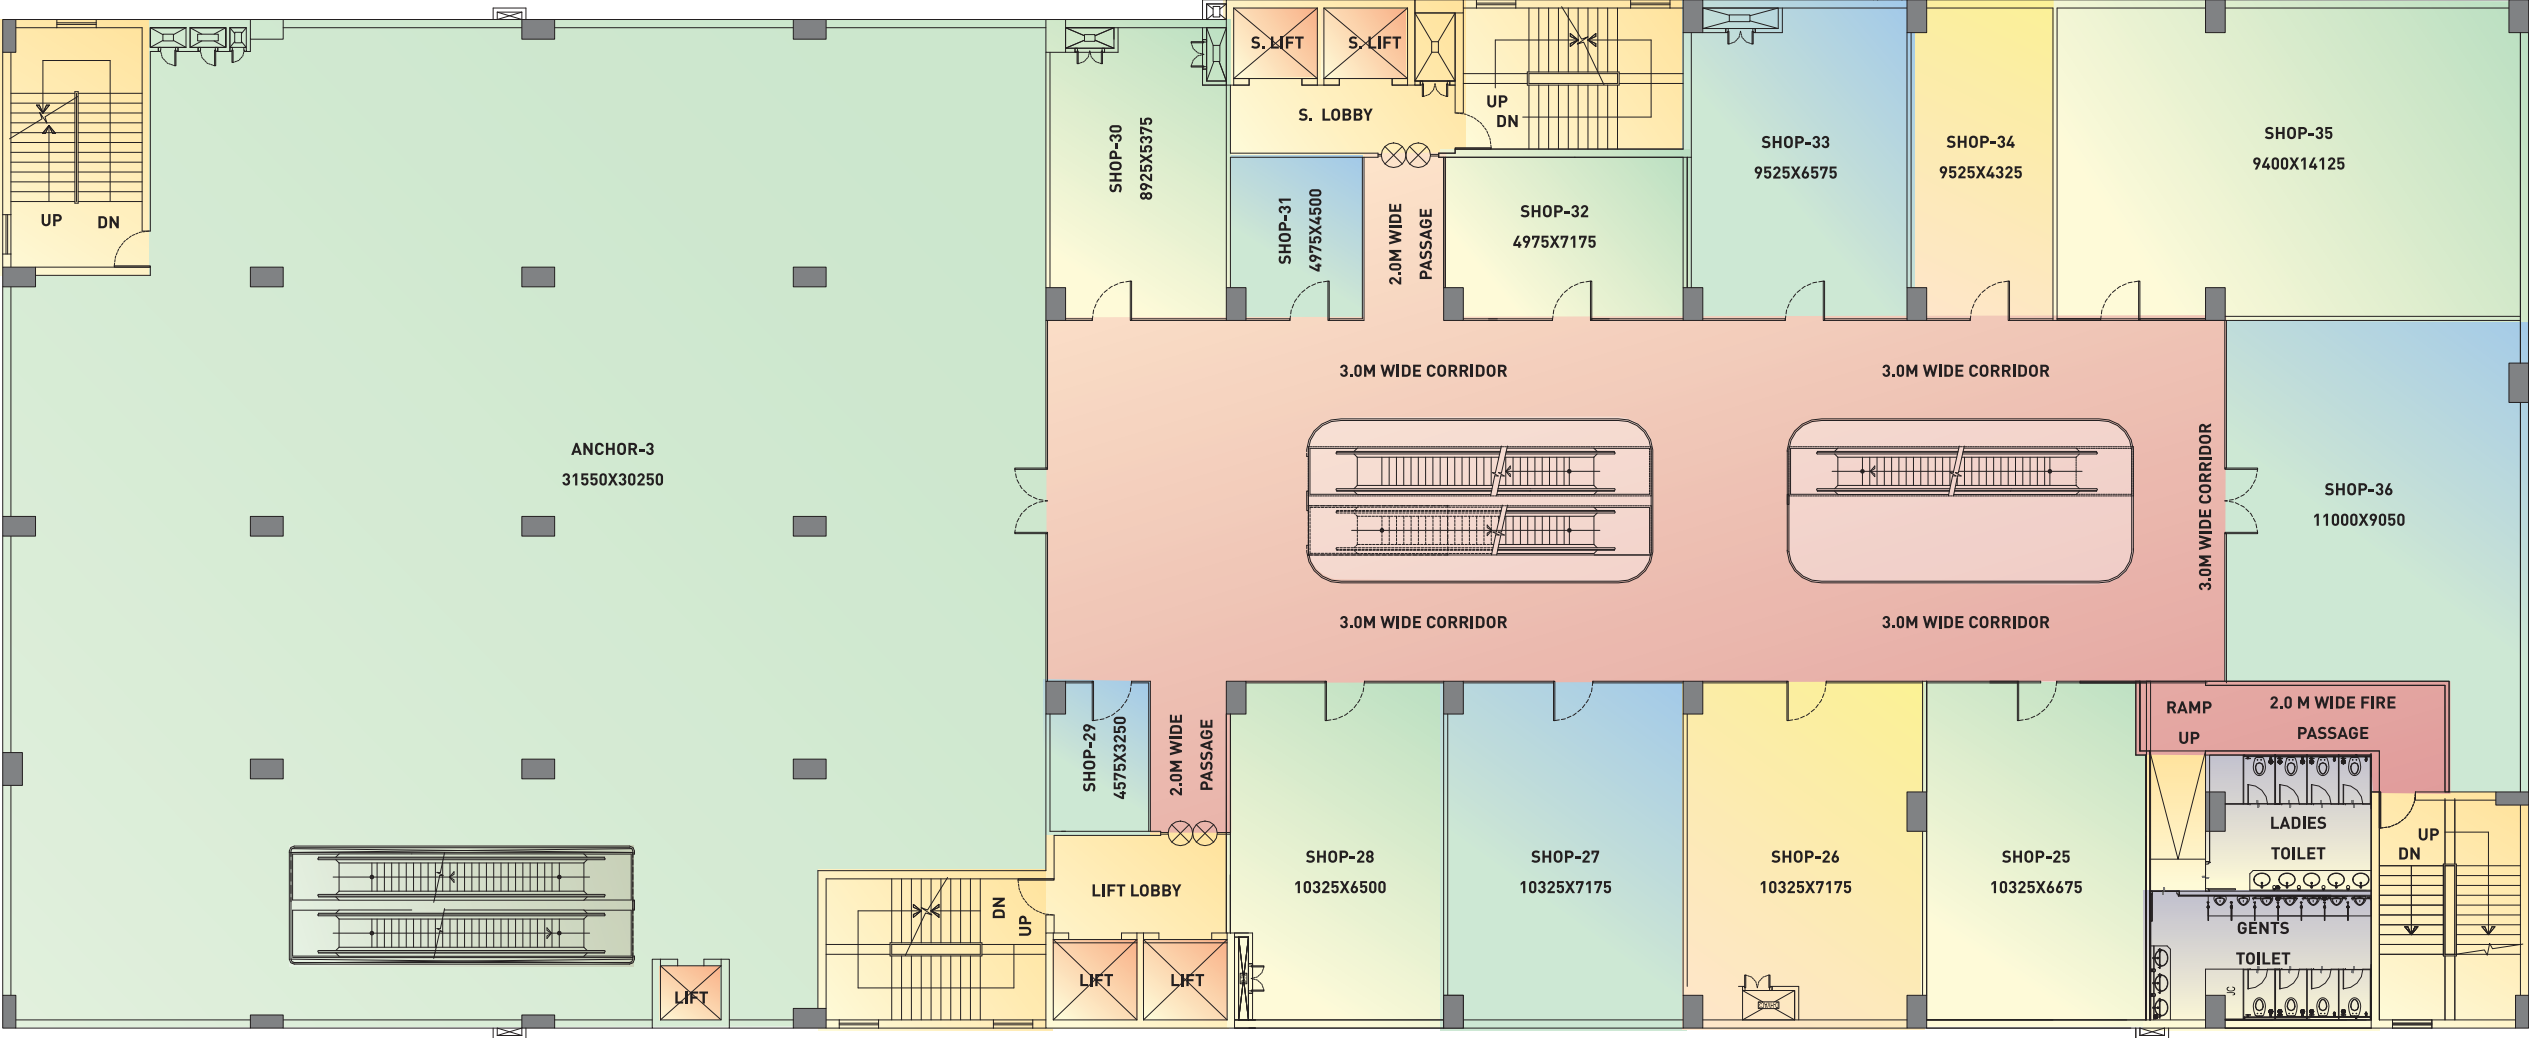 S. LIFT
S. LIFT
S. LOBBY
UP
DN
UP DN
SHOP-30
8925X5375
SHOP-31
4975X4500
2.0M WIDE
PASSAGE
SHOP-32
4975X7175
SHOP-33
9525X6575
SHOP-34
9525X4325
SHOP-35
9400X14125
3.0M WIDE CORRIDOR
3.0M WIDE CORRIDOR
ANCHOR-3
31550X30250
3.0M WIDE CORRIDOR
SHOP-36
11000X9050
3.0M WIDE CORRIDOR
3.0M WIDE CORRIDOR
SHOP-29
4575X3250
2.0M WIDE
PASSAGE
RAMP
UP
2.0 M WIDE FIRE
PASSAGE
SHOP-28
10325X6500
SHOP-27
10325X7175
SHOP-26
10325X7175
SHOP-25
10325X6675
LADIES
TOILET
UP
DN
LIFT LOBBY
DN
UP
GENTS
TOILET
LIFT
LIFT
LIFT
JC